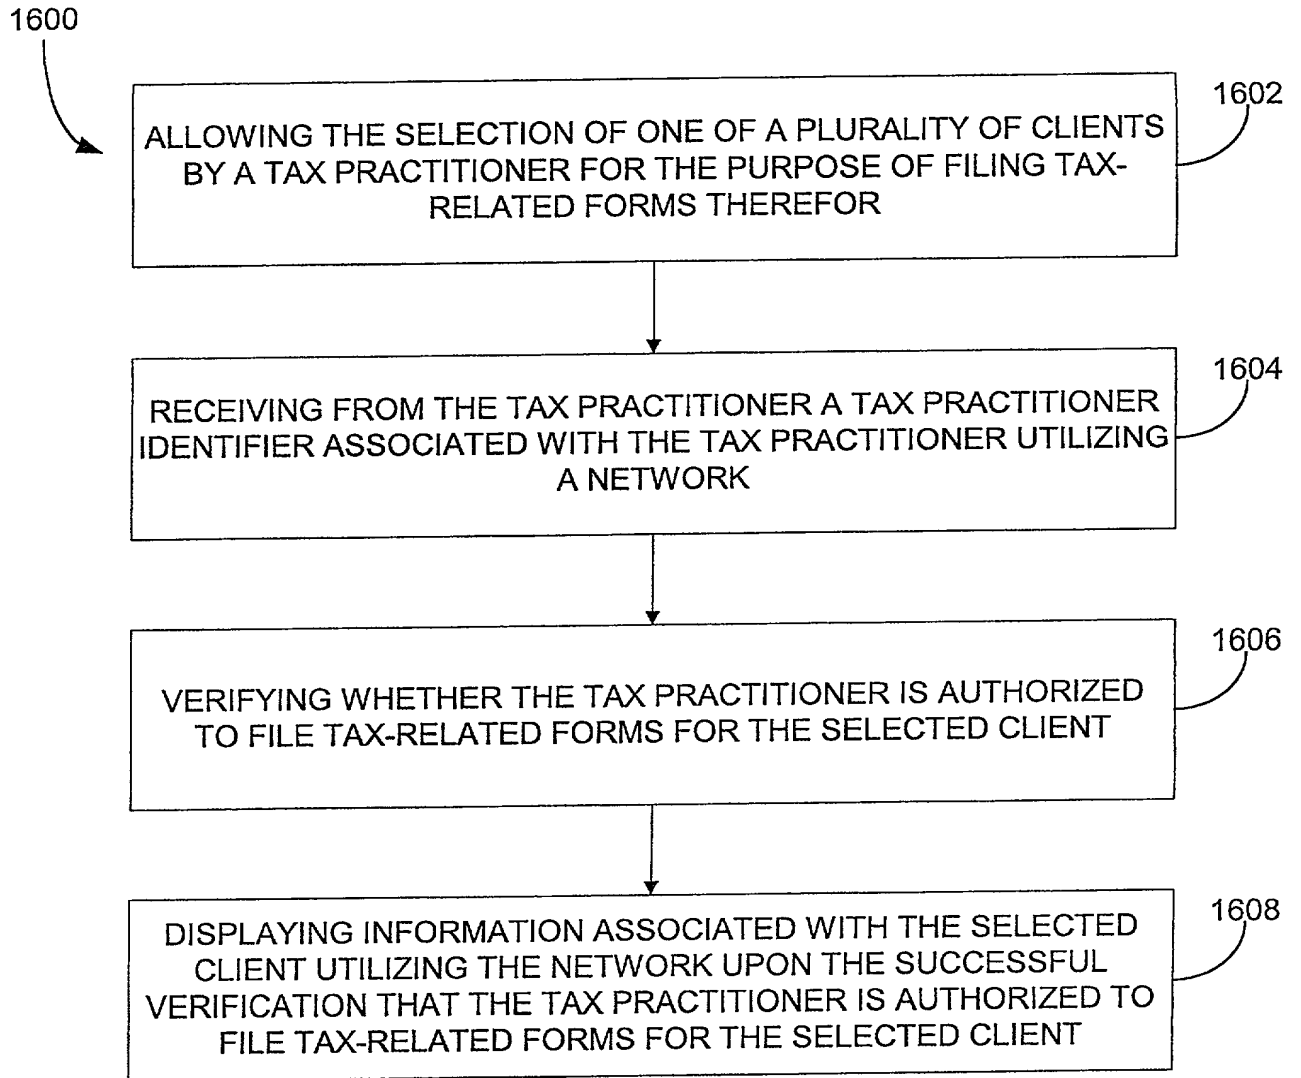 1600
1602
ALLOWING THE SELECTION OF ONE OF A PLURALITY OF CLIENTS
BY A TAX PRACTITIONER FOR THE PURPOSE OF FILING TAX-
RELATED FORMS THEREFOR
1604
RECEIVING FROM THE TAX PRACTITIONER A TAX PRACTITIONER
IDENTIFIER ASSOCIATED WITH THE TAX PRACTITIONER UTILIZING
A NETWORK
1606
VERIFYING WHETHER THE TAX PRACTITIONER IS AUTHORIZED
TO FILE TAX-RELATED FORMS FOR THE SELECTED CLIENT
1608
DISPLAYING INFORMATION ASSOCIATED WITH THE SELECTED
CLIENT UTILIZING THE NETWORK UPON THE SUCCESSFUL
VERIFICATION THAT THE TAX PRACTITIONER IS AUTHORIZED TO
FILE TAX-RELATED FORMS FOR THE SELECTED CLIENT